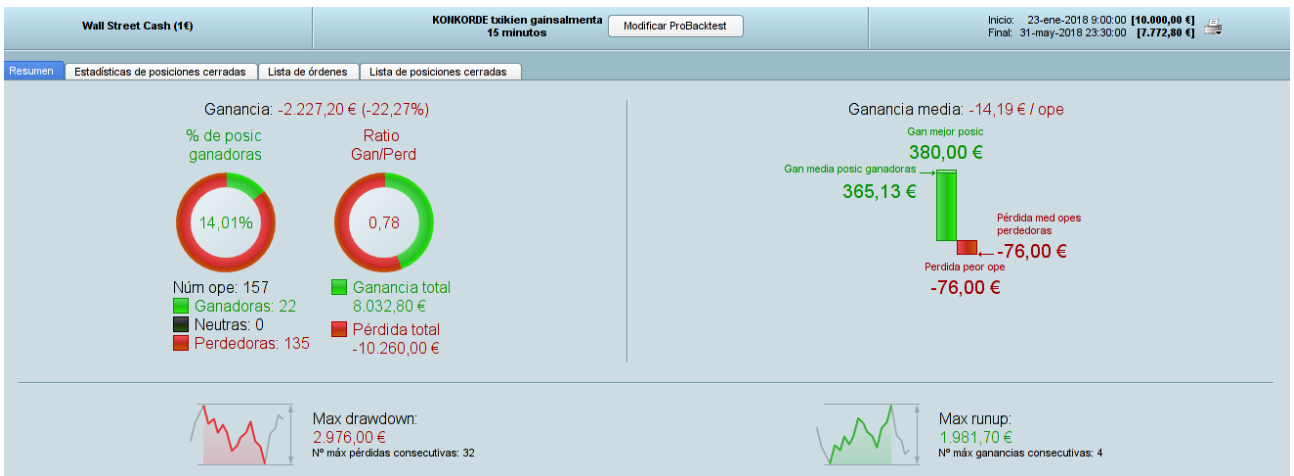 Wall Street Cash (1€)
KONKORDE txikien gainsalmenta
15 minutos
Modificar ProBacktest
Inicio: 23-ene-2018 9:00:00 [10.000,00 €]
Final: 31-may-2018 23:30:00 [7.772,80 €]
Resumen
Estadísticas de posiciones cerradas
Lista de órdenes
Lista de posiciones cerradas
Ganancia: -2.227,20 € (-22,27%)
% de posic
ganadoras
14,01%
Núm ope: 157
Ganadoras: 22
Neutras: 0
Perdedoras: 135
Ratio
Gan/Perd
0,78
Ganancia total
8.032,80 €
Pérdida total
-10.260,00 €
Ganancia media: -14,19 € / ope
Gan mejor posic
380,00 €
Gan media posic ganadoras
365,13 €
Pérdida med opes
perdedoras
-76,00 €
Perdida peor ope
-76,00 €
Max drawdown:
2.976,00 €
Nº máx pérdidas consecutivas: 32
Max runup:
1.981,70 €
Nº máx ganancias consecutivas: 4